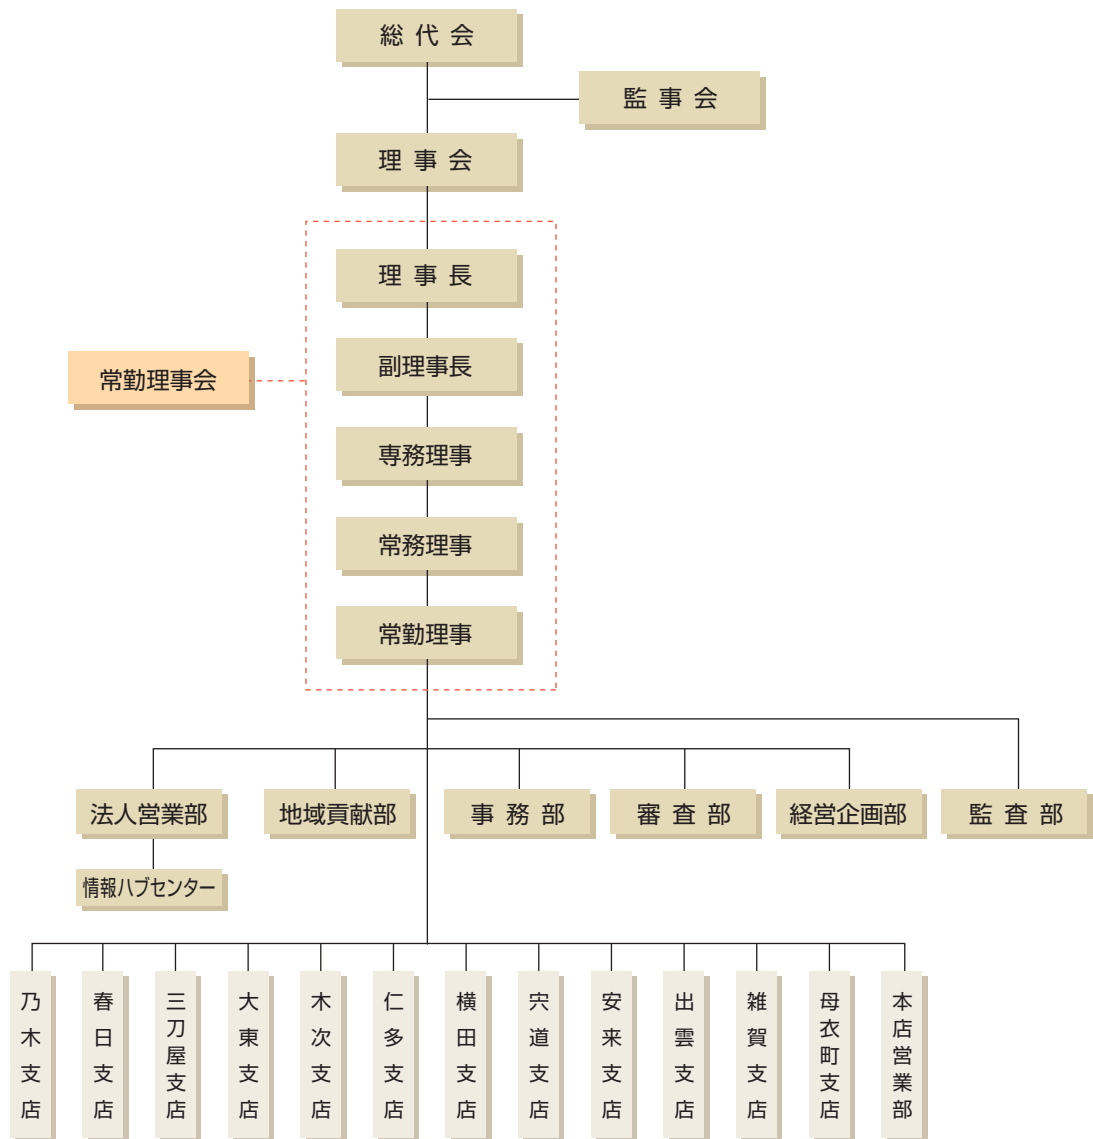 総代会
監事会
理事会
理事長
副理事長
常勤理事会
専務理事
常務理事
常勤理事
法人営業部
地域貢献部
事務部
審査部
経営企画部
監査部
情報ハブセンター
乃木支店
春日支店
三刀屋支店
大東支店
木次支店
仁多支店
横田支店
宍道支店
安来支店
出雲支店
雑賀支店
母衣町支店
本店営業部